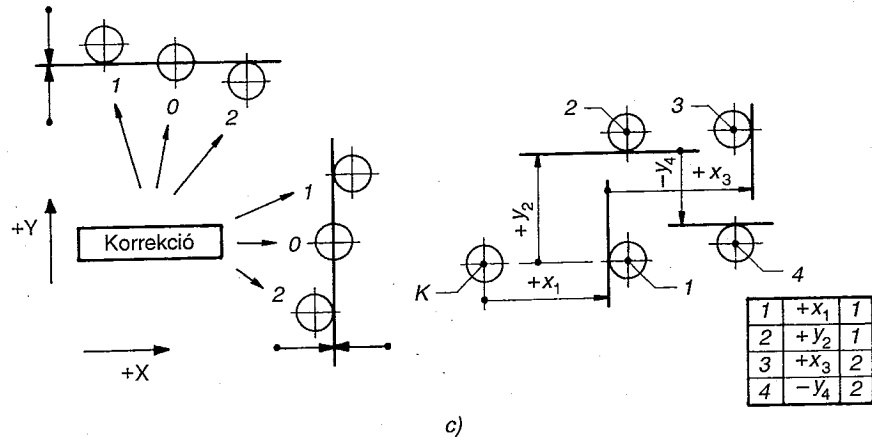 1
0
2
+Y
Korrekció
1
0
2
+X
2
3
+y2
−y4
+x3
K
+x1
1
4
1 +x1 1
2 +y2 1
3 +x3 2
4 −y4 2
c)